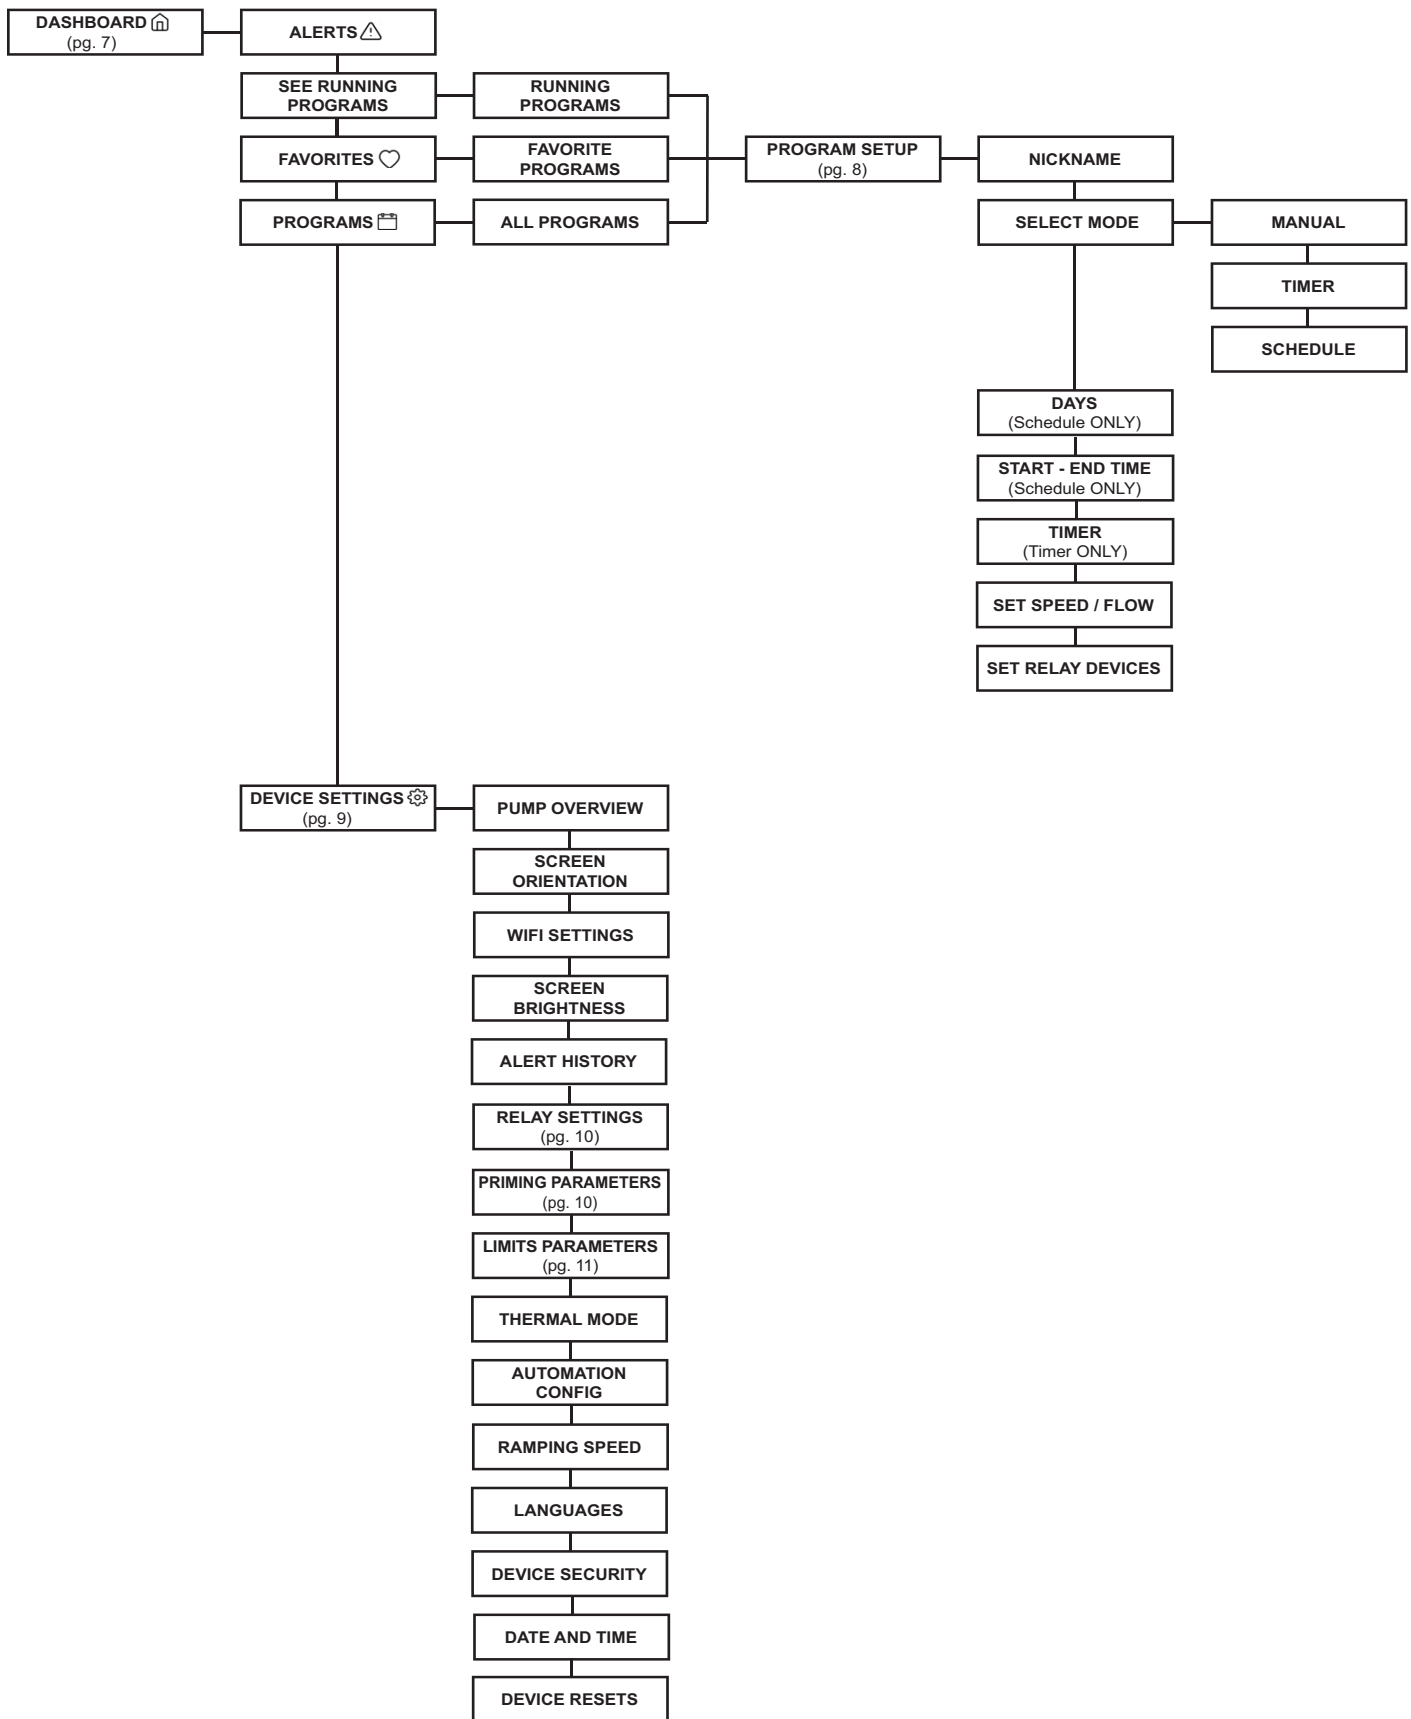 DASHBOARD
(pg. 7)
ALERTS
SEE RUNNING
PROGRAMS
RUNNING
PROGRAMS
FAVORITES
FAVORITE
PROGRAMS
PROGRAM SETUP
(pg. 8)
NICKNAME
PROGRAMS
ALL PROGRAMS
SELECT MODE
MANUAL
TIMER
SCHEDULE
DAYS
(Schedule ONLY)
START - END TIME
(Schedule ONLY)
TIMER
(Timer ONLY)
SET SPEED / FLOW
SET RELAY DEVICES
DEVICE SETTINGS
(pg. 9)
PUMP OVERVIEW
SCREEN
ORIENTATION
WIFI SETTINGS
SCREEN
BRIGHTNESS
ALERT HISTORY
RELAY SETTINGS
(pg. 10)
PRIMING PARAMETERS
(pg. 10)
LIMITS PARAMETERS
(pg. 11)
THERMAL MODE
AUTOMATION
CONFIG
RAMPING SPEED
LANGUAGES
DEVICE SECURITY
DATE AND TIME
DEVICE RESETS